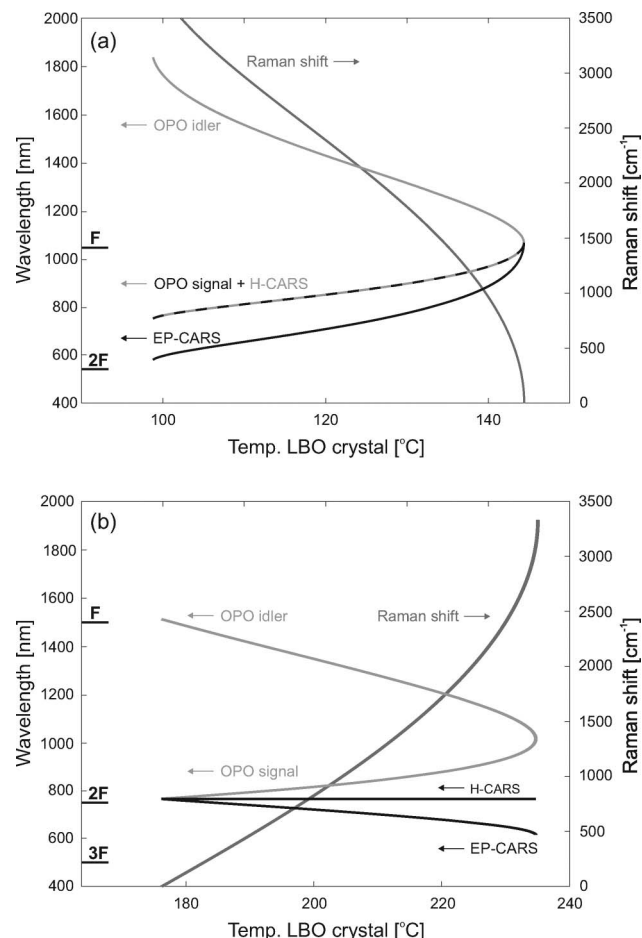 (a)
2000
1800
1600
1400
1200
1000
800
600
400
Wavelength [nm]
F
2F
Raman shift
OPO idler
OPO signal + H-CARS
EP-CARS
3500
3000
2500
2000
1500
1000
500
0
Raman shift [cm-1]
100 120 140
Temp. LBO crystal [oC]
(b)
2000
1800
1600
1400
1200
1000
800
600
400
Wavelength [nm]
F
2F
3F
OPO idler
Raman shift
OPO signal
H-CARS
EP-CARS
3500
3000
2500
2000
1500
1000
500
0
Raman shift [cm-1]
180 200 220 240
Temp. LBO crystal [oC]